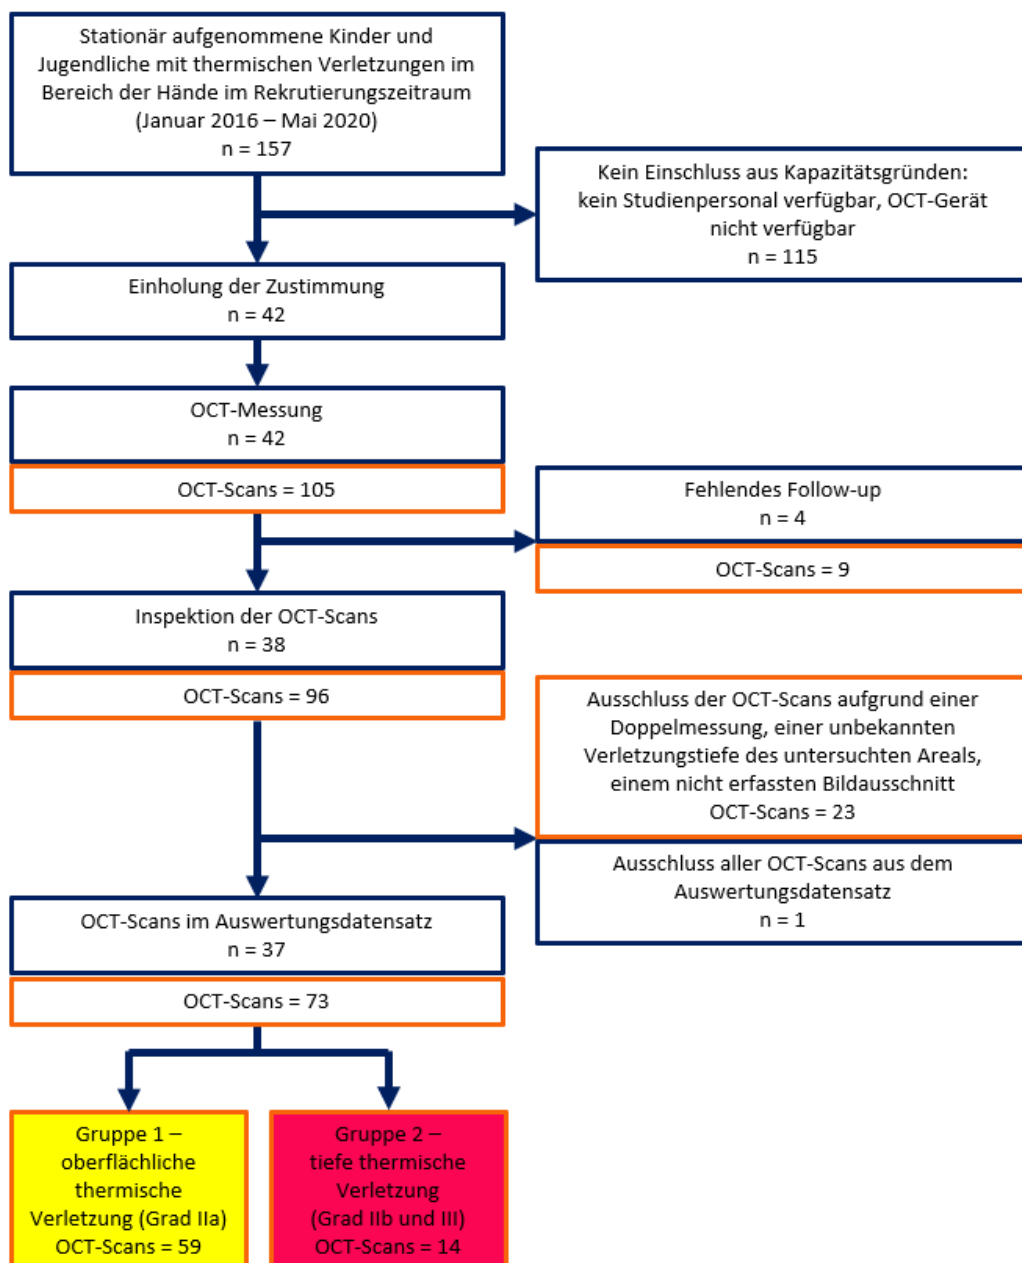 Stationär aufgenommene Kinder und
Jugendliche mit thermischen Verletzungen im
Bereich der Hände im Rekrutierungszeitraum
(Januar 2016 – Mai 2020)
n = 157
Kein Einschluss aus Kapazitätsgründen:
kein Studienpersonal verfügbar, OCT-Gerät
nicht verfügbar
n = 115
Einholung der Zustimmung
n = 42
OCT-Messung
n = 42
OCT-Scans = 105
Fehlendes Follow-up
n = 4
OCT-Scans = 9
Inspektion der OCT-Scans
n = 38
OCT-Scans = 96
Ausschluss der OCT-Scans aufgrund einer
Doppelmessung, einer unbekannten
Verletzungstiefe des untersuchten Areals,
einem nicht erfassten Bildausschnitt
OCT-Scans = 23
Ausschluss aller OCT-Scans aus dem
Auswertungsdatensatz
n = 1
OCT-Scans im Auswertungsdatensatz
n = 37
OCT-Scans = 73
Gruppe 1 –
oberflächliche
thermische
Verletzung (Grad IIa)
OCT-Scans = 59
Gruppe 2 –
tiefe thermische
Verletzung
(Grad IIb und III)
OCT-Scans = 14